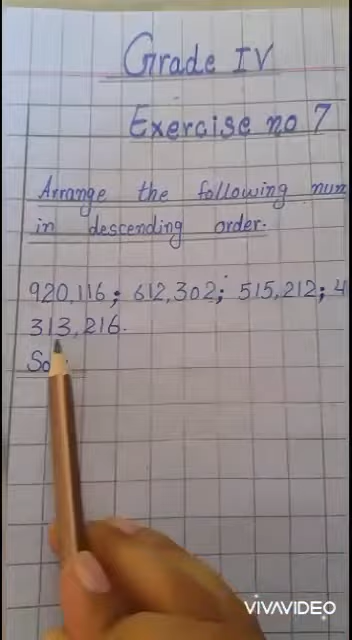 Grade IV
Exercise no 7
Arrange the following
in descending order.
920,116; 612,302; 515,212; 4
313,216.
So
VIVAVIDEO